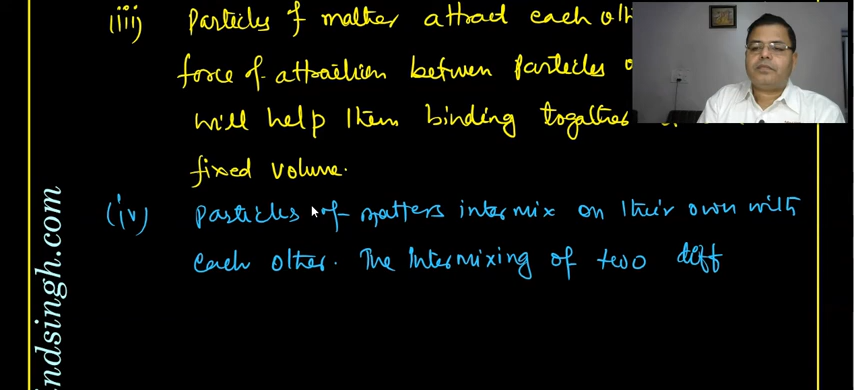 (iii) Particles of matter attract each oth
force of attraction between particles o
will help them binding togather
fixed volume.
(iv) Particles of matters intermix on their own with
each other. The Intermixing of two diff
ndsingh.com